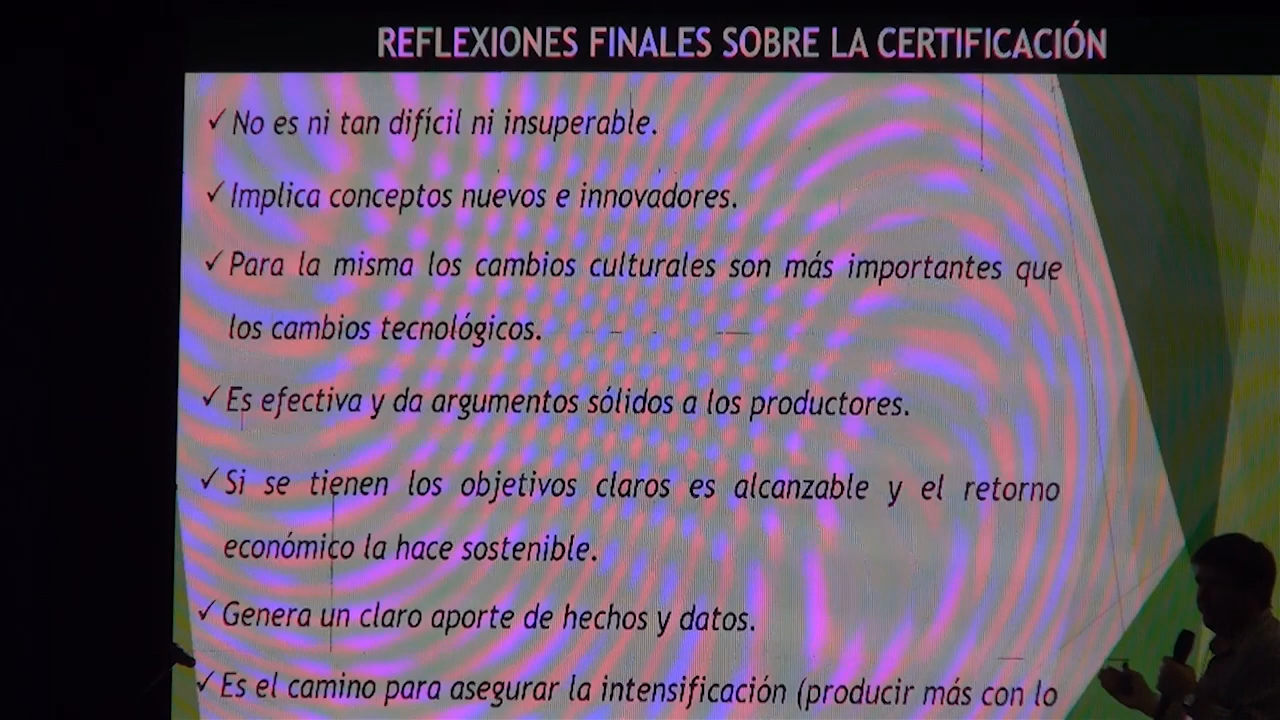 REFLEXIONES FINALES SOBRE LA CERTIFICACIÓN
✓ No es ni tan difícil ni insuperable.
✓ Implica conceptos nuevos e innovadores.
✓ Para la misma los cambios culturales son más importantes que
los cambios tecnológicos.
✓ Es efectiva y da argumentos sólidos a los productores.
✓ Si se tienen los objetivos claros es alcanzable y el retorno
económico la hace sostenible.
✓ Genera un claro aporte de hechos y datos.
✓ Es el camino para asegurar la intensificación (producir más con lo